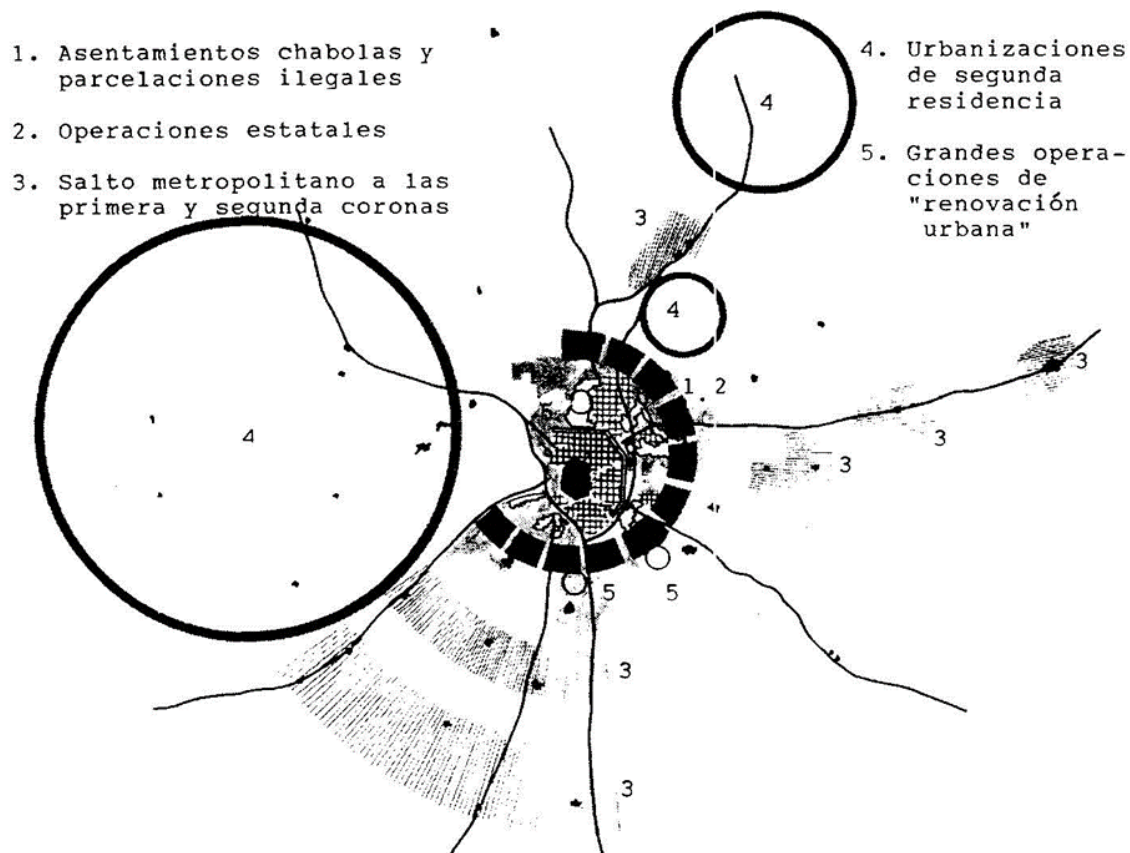 1. Asentamientos chabolas y
parcelaciones ilegales
2. Operaciones estatales
3. Salto metropolitano a las
primera y segunda coronas
4. Urbanizaciones
de segunda
residencia
5. Grandes opera-
ciones de
"renovación
urbana"
4
3
4
1. 2
3
3
3
4
5
5
3
3